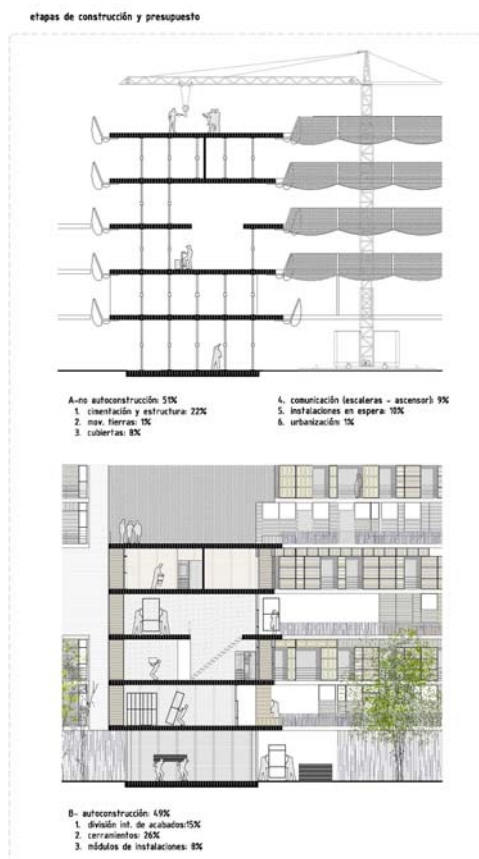 etapas de construcción y presupuesto
A-no autoconstrucción: 51%
1. cimentación y estructura: 22%
2. mov. tierras: 1%
3. cubiertas: 8%
4. comunicación (escaleras - ascensor): 9%
5. instalaciones en espera: 10%
6. urbanización: 1%
B- autoconstrucción: 49%
1. división int. de acabados:15%
2. cerramientos: 26%
3. módulos de instalaciones: 8%